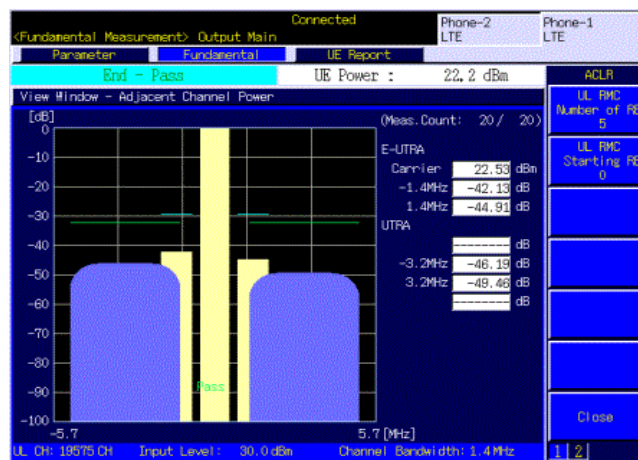 Connected
Phone-2
LTE
Phone-1
LTE
<Fundamental Measurement> Output Main
Parameter
Fundamental
UE Report
End - Pass
UE Power :
22.2 dBm
ACLR
View Window - Adjacent Channel Power
UL RMC
Number of RB
5
UL RMC
Starting RB
0
[dB]
0
-10
-20
-30
-40
-50
-60
-70
-80
-90
-100
-5.7
5.7[MHz]
Pass
(Meas.Count: 20/ 20)
E-UTRA
Carrier 22.53 dBm
-1.4MHz -42.13 dB
1.4MHz -44.91 dB
UTRA
------- dB
-3.2MHz -46.19 dB
3.2MHz -49.46 dB
------- dB
Close
UL CH: 19575 CH Input Level: 30.0 dBm Channel Bandwidth: 1.4 MHz
1 2